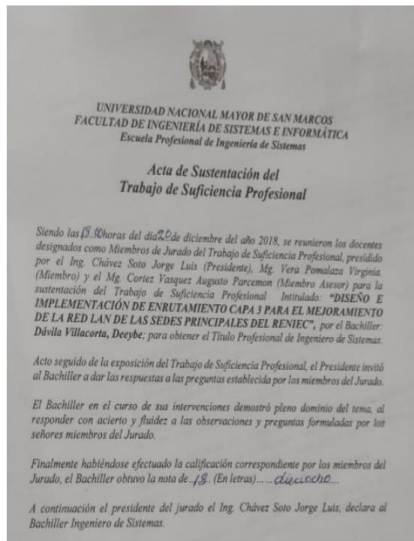 UNIVERSIDAD NACIONAL MAYOR DE SAN MARCOS
FACULTAD DE INGENIERÍA DE SISTEMAS E INFORMÁTICA
Escuela Profesional de Ingeniería de Sistemas
Acta de Sustentación del
Trabajo de Suficiencia Profesional
Siendo las 18:00 horas del día 20 de diciembre del año 2018, se reunieron los docentes
designados como Miembros de Jurado del Trabajo de Suficiencia Profesional, presidido
por el Ing. Chávez Soto Jorge Luis (Presidente), Mg. Vera Pomalaza Virginia
(Miembro) y el Mg. Cortez Vasquez Augusto Parcemon (Miembro Asesor) para la
sustentación del Trabajo de Suficiencia Profesional Intitulado: "DISEÑO E
IMPLEMENTACIÓN DE ENRUTAMIENTO CAPA 3 PARA EL MEJORAMIENTO
DE LA RED LAN DE LAS SEDES PRINCIPALES DEL RENIEC", por el Bachiller:
Dávila Villacorta, Deeybe; para obtener el Título Profesional de Ingeniero de Sistemas.
Acto seguido de la exposición del Trabajo de Suficiencia Profesional, el Presidente invitó
al Bachiller a dar las respuestas a las preguntas establecida por los miembros del Jurado.
El Bachiller en el curso de sus intervenciones demostró pleno dominio del tema, al
responder con acierto y fluidez a las observaciones y preguntas formuladas por los
señores miembros del Jurado.
Finalmente habiéndose efectuado la calificación correspondiente por los miembros del
Jurado, el Bachiller obtuvo la nota de 18 (En letras) dieciocho
A continuación el presidente del jurado el Ing. Chávez Soto Jorge Luis, declara al
Bachiller Ingeniero de Sistemas.